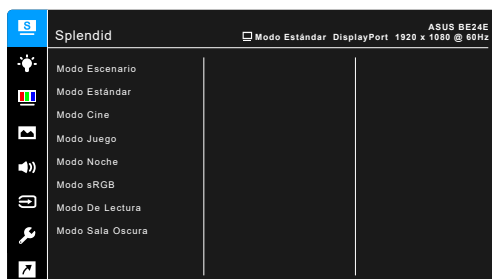 S
Splendid
ASUS BE24E
Modo Estándar DisplayPort 1920 x 1080 @ 60Hz
Modo Escenario
Modo Estándar
Modo Cine
Modo Juego
Modo Noche
Modo sRGB
Modo De Lectura
Modo Sala Oscura